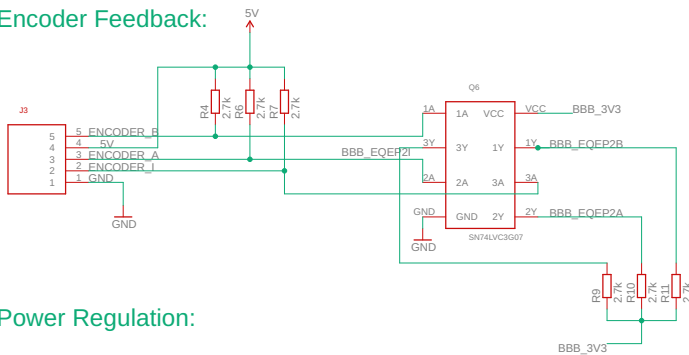 Encoder Feedback:
5V
J3
5 5 ENCODER_B
4 4 5V
3 3 ENCODER_A
2 2 ENCODER_I
1 1 GND
GND
R4 2.7k
R6 2.7k
R7 2.7k
Q6
1A 1A VCC VCC BBB_3V3
BBB_EQEP2I 3Y 3Y 1Y 1Y BBB_EQEP2B
2A 2A 3A 3A
GND GND 2Y 2Y BBB_EQEP2A
SN74LVC3G07
GND
R9 2.7k
R10 2.7k
R11 2.7k
BBB_3V3
Power Regulation: